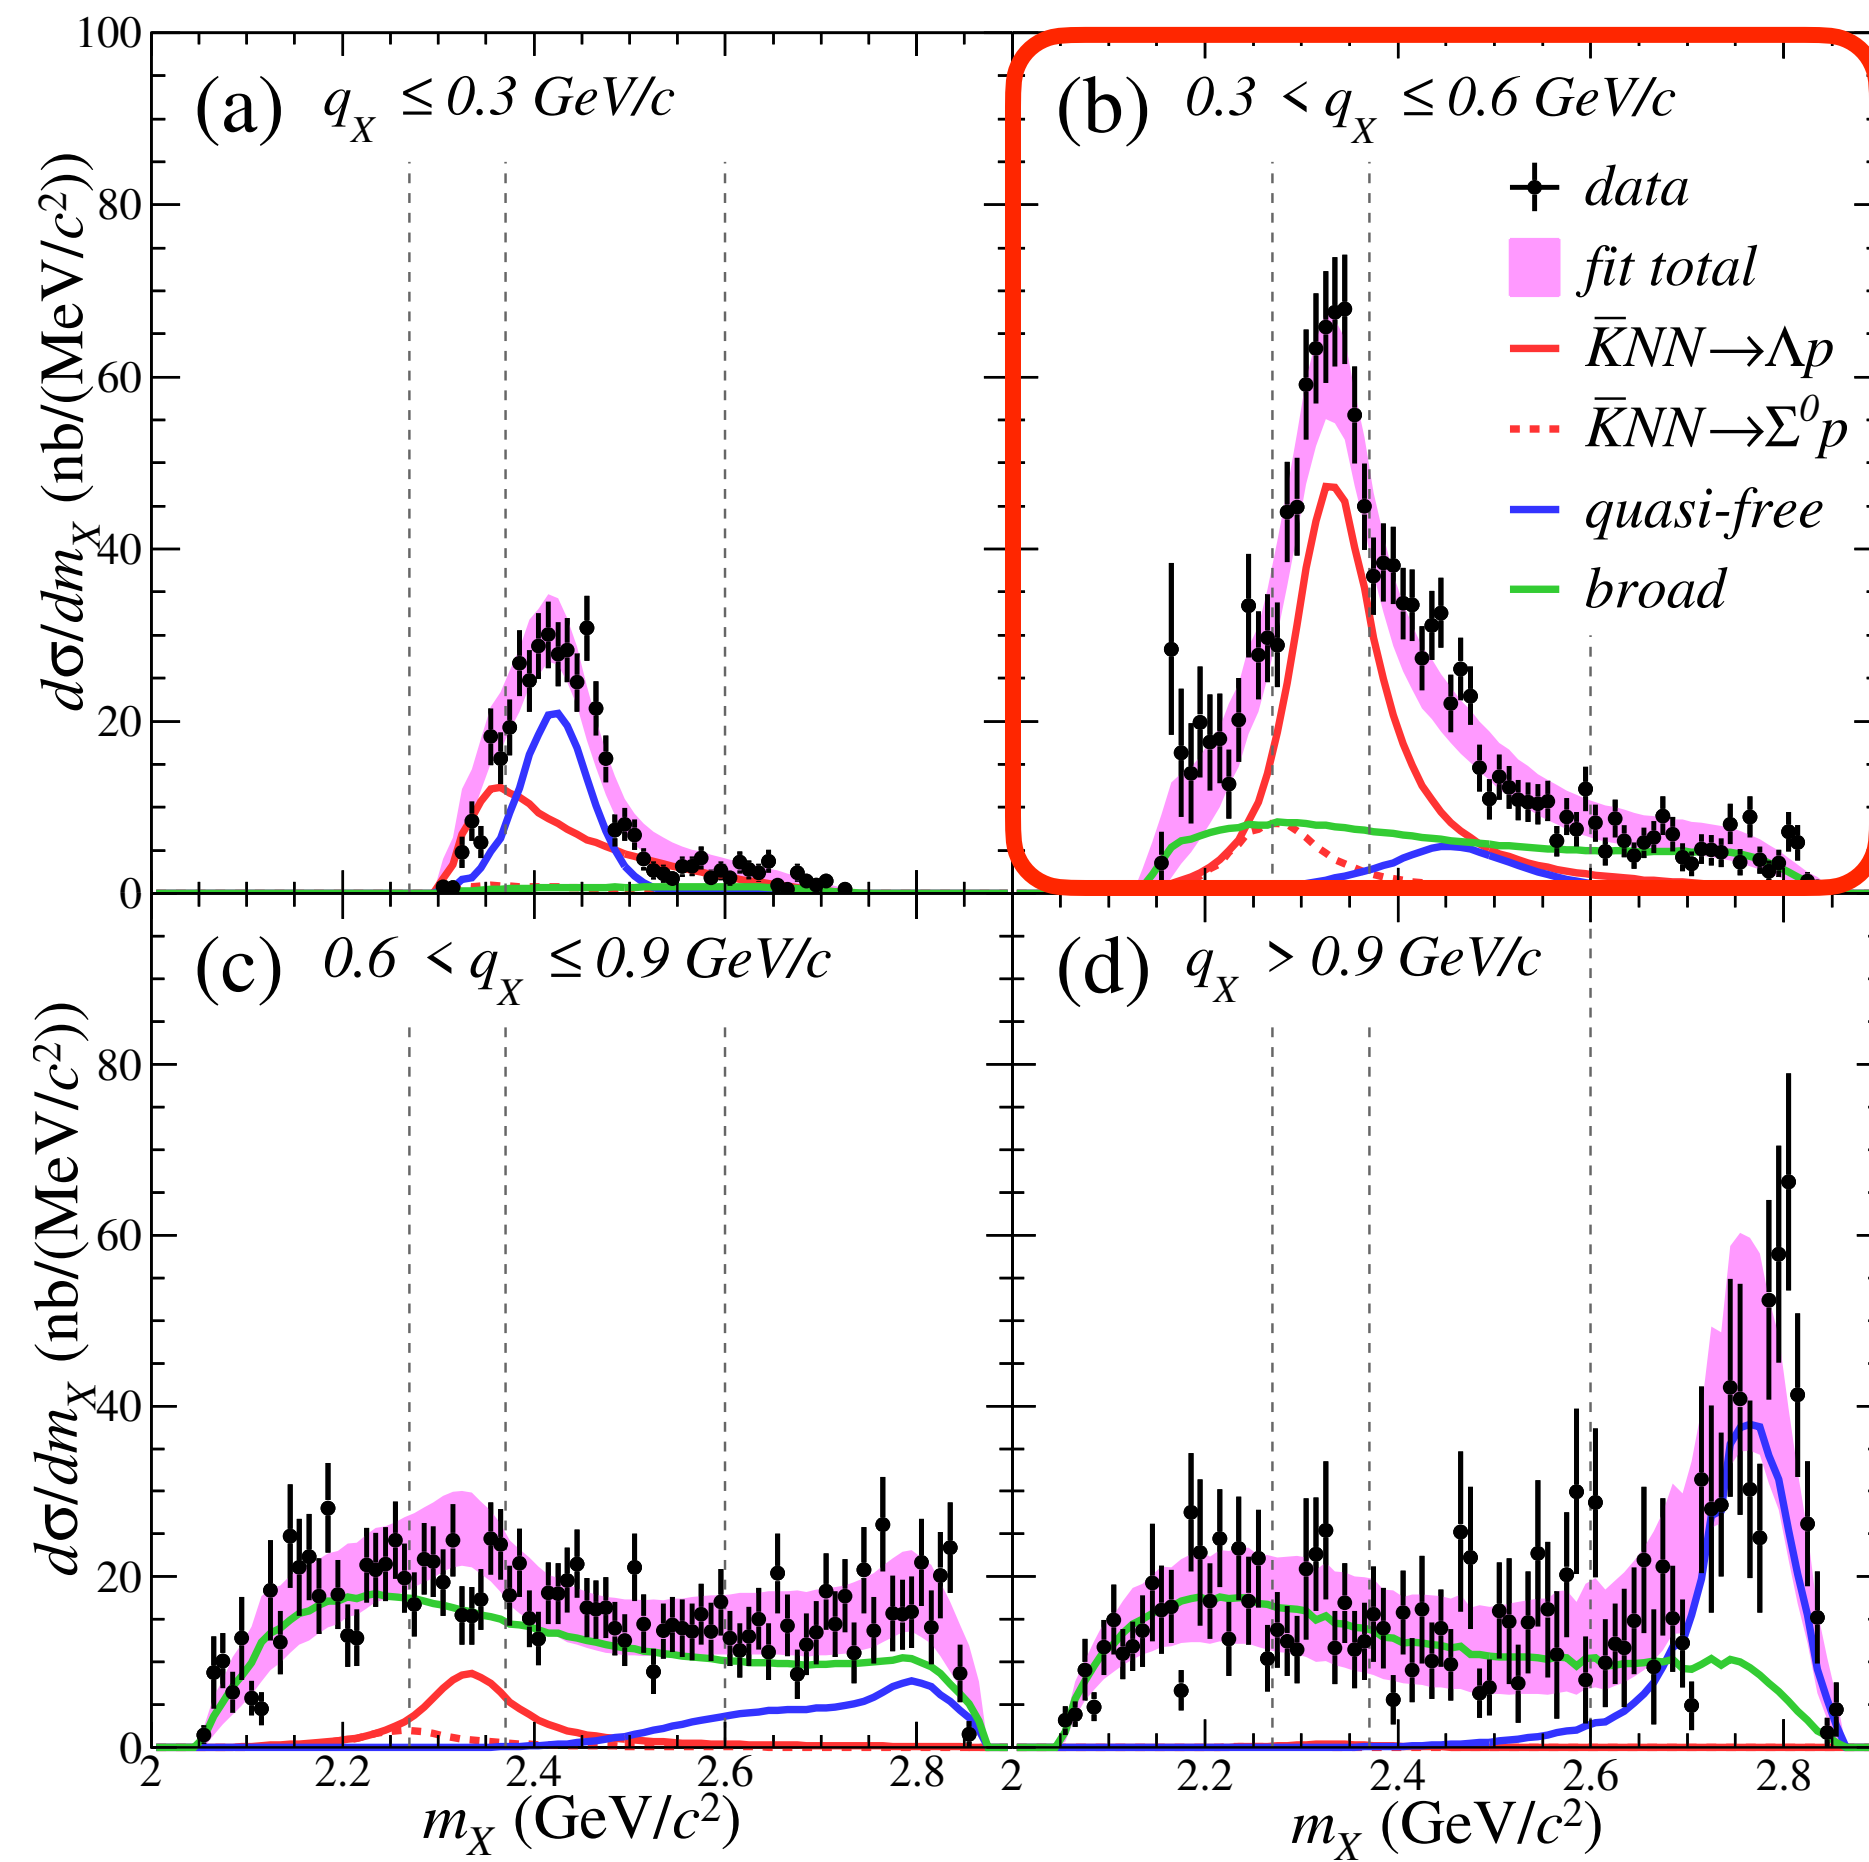 100
80
60
40
20
0
dσ/dm_X (nb/(MeV/c²))
(a) q_X ≤ 0.3 GeV/c
(b) 0.3 < q_X ≤ 0.6 GeV/c
data
fit total
K̅NN→Λp
K̅NN→Σ⁰p
quasi-free
broad
80
60
40
20
0
dσ/dm_X (nb/(MeV/c²))
(c) 0.6 < q_X ≤ 0.9 GeV/c
(d) q_X > 0.9 GeV/c
2 2.2 2.4 2.6 2.8 2 2.2 2.4 2.6 2.8
m_X (GeV/c²) m_X (GeV/c²)